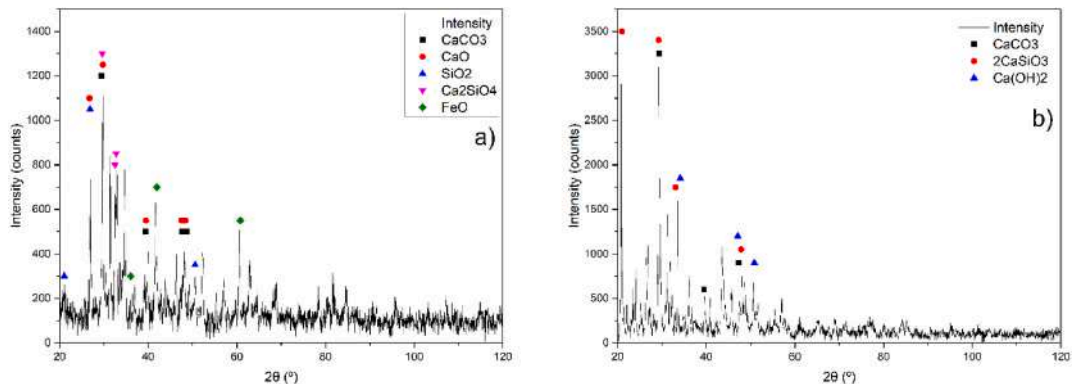 Intensity
CaCO3
CaO
SiO2
Ca2SiO4
FeO
a)
1400
1200
1000
800
600
400
200
0
Intensity (counts)
20
40
60
80
100
120
2θ (º)
Intensity
CaCO3
2CaSiO3
Ca(OH)2
b)
3500
3000
2500
2000
1500
1000
500
0
Intensity (counts)
20
40
60
80
100
120
2θ (º)